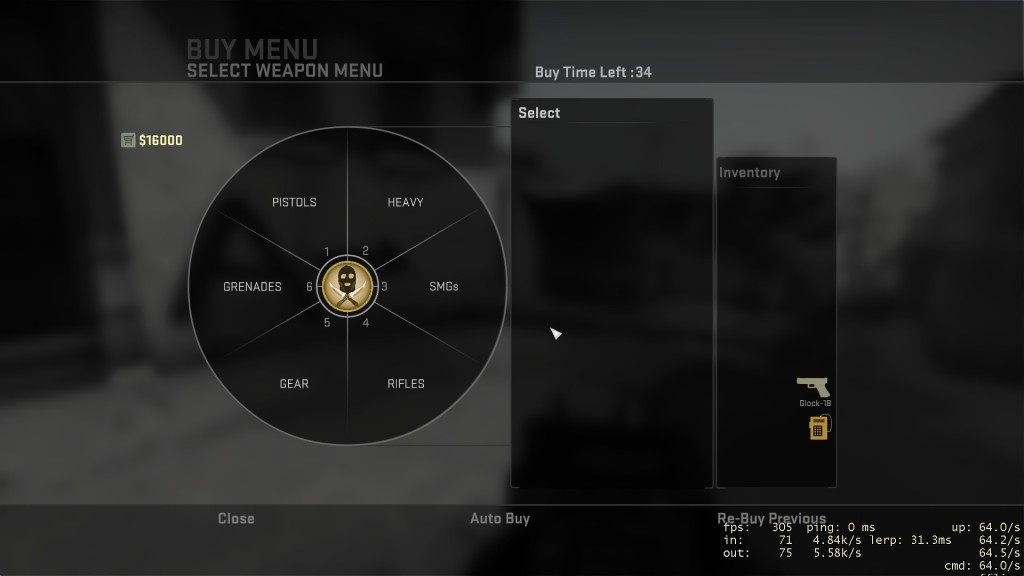 BUY MENU
SELECT WEAPON MENU
Buy Time Left :34
$16000
Select
Inventory
PISTOLS
HEAVY
1
2
GRENADES
6
3
SMGs
5
4
GEAR
RIFLES
Glock-18
Close
Auto Buy
Re-Buy Previous
fps: 305 ping: 0 ms up: 64.0/s
in: 71 4.84k/s lerp: 31.3ms 64.2/s
out: 75 5.58k/s 64.5/s
cmd: 64.0/s